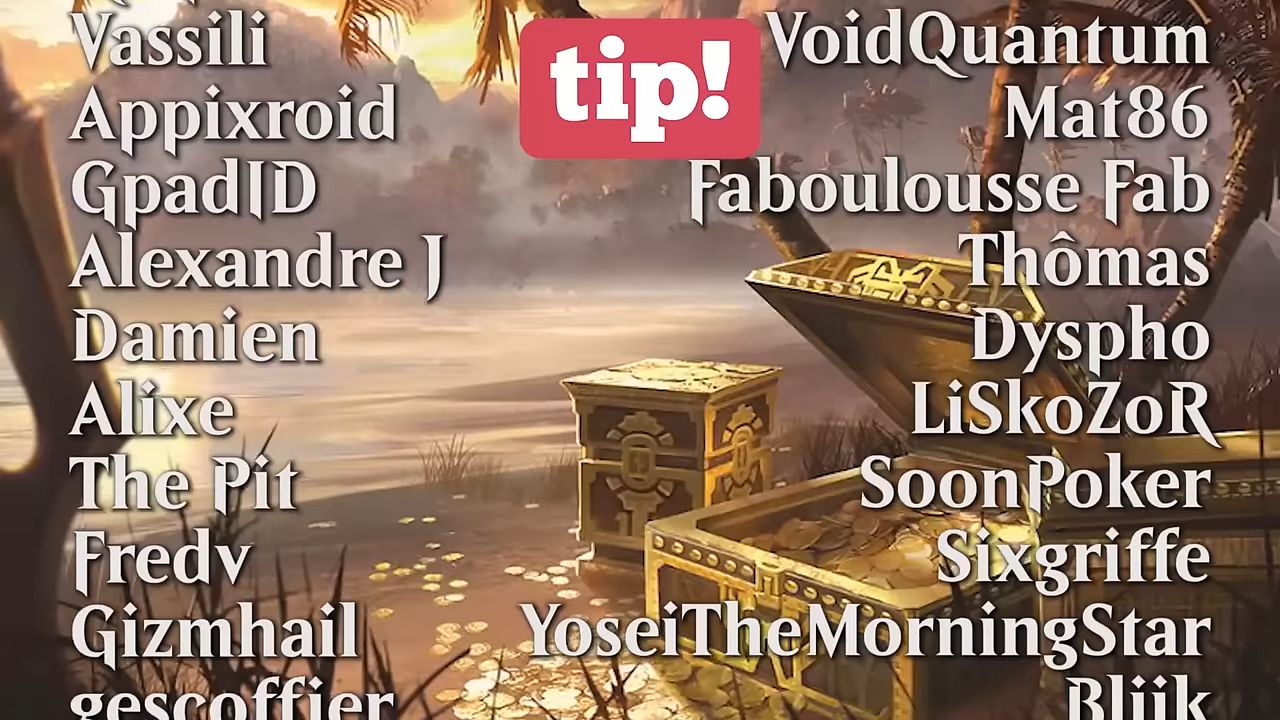 tip!
Vassili
VoidQuantum
Appixroid
Mat86
GpadID
Faboulousse Fab
Alexandre J
Thômas
Damien
Dyspho
Alixe
LiSkoZoR
The Pit
SoonPoker
Fredv
Sixgriffe
Gizmhail
YoseiTheMorningStar
gescoffier